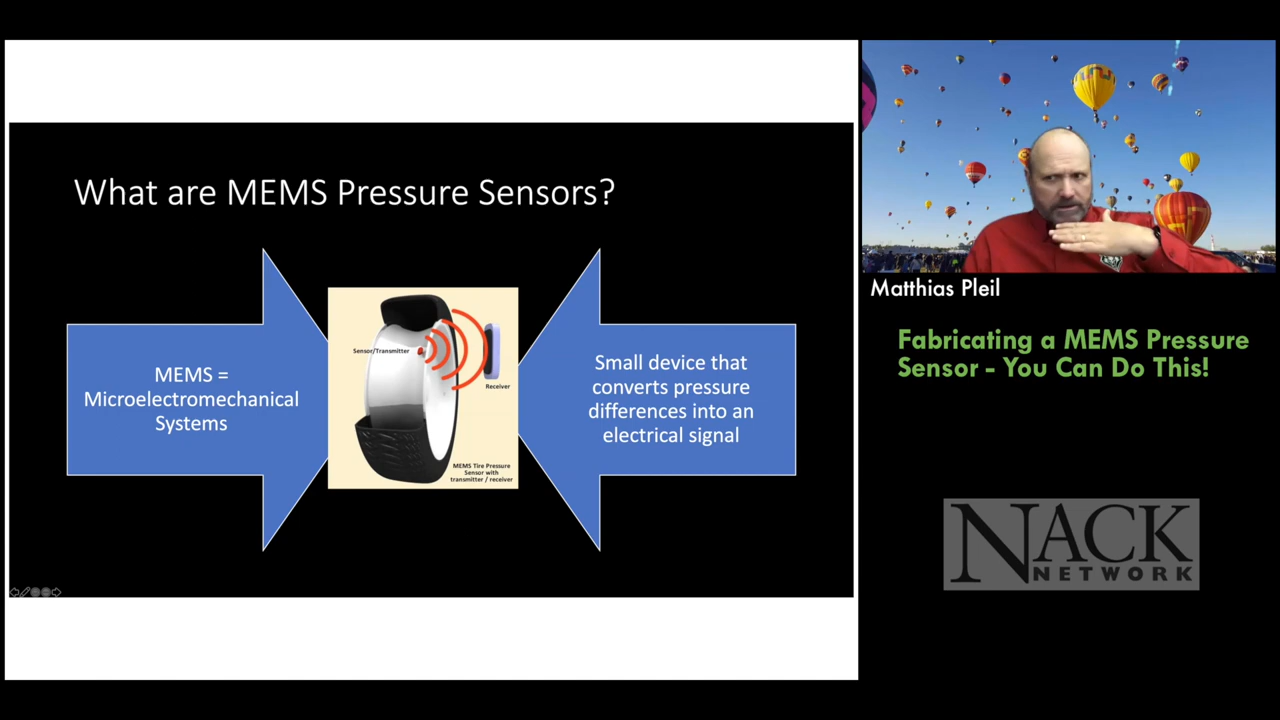 What are MEMS Pressure Sensors?
MEMS =
Microelectromechanical
Systems
Sensor/Transmitter
Receiver
MEMS Tire Pressure
Sensor with
transmitter / receiver
Small device that
converts pressure
differences into an
electrical signal
Matthias Pleil
Fabricating a MEMS Pressure
Sensor - You Can Do This!
NACK
NETWORK